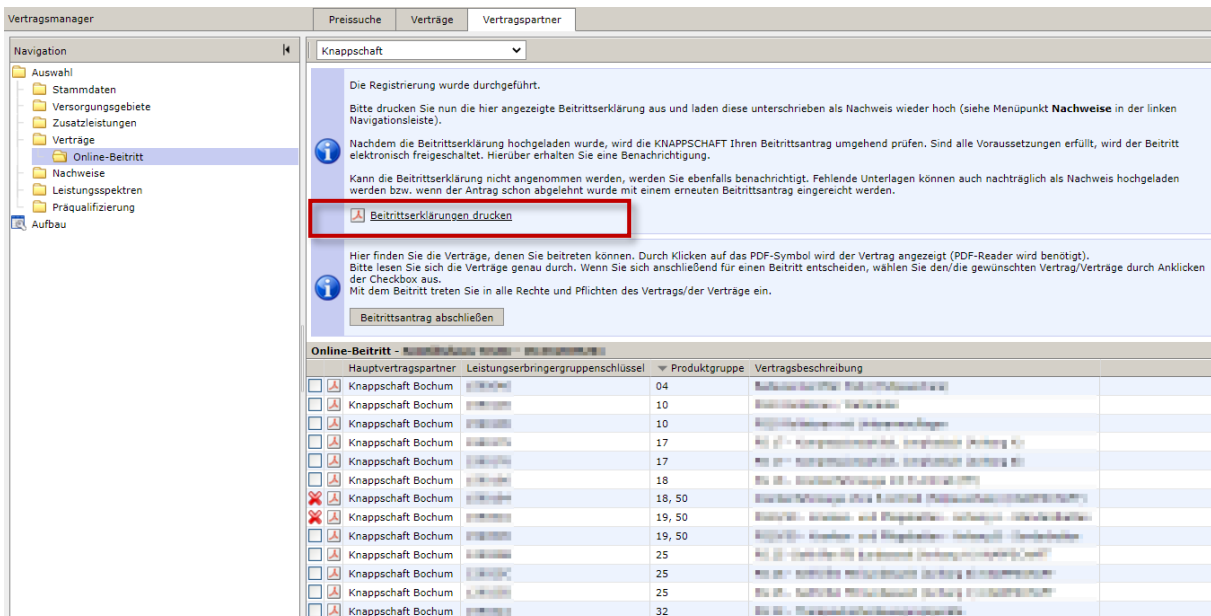 Vertragsmanager
Preissuche
Verträge
Vertragspartner
Navigation
Auswahl
Stammdaten
Versorgungsgebiete
Zusatzleistungen
Verträge
Online-Beitritt
Nachweise
Leistungsspektren
Präqualifizierung
Aufbau
Knappschaft
Die Registrierung wurde durchgeführt.
Bitte drucken Sie nun die hier angezeigte Beitrittserklärung aus und laden diese unterschrieben als Nachweis wieder hoch (siehe Menüpunkt Nachweise in der linken
Navigationsleiste).
Nachdem die Beitrittserklärung hochgeladen wurde, wird die KNAPPSCHAFT Ihren Beitrittsantrag umgehend prüfen. Sind alle Voraussetzungen erfüllt, wird der Beitritt
elektronisch freigeschaltet. Hierüber erhalten Sie eine Benachrichtigung.
Kann die Beitrittserklärung nicht angenommen werden, werden Sie ebenfalls benachrichtigt. Fehlende Unterlagen können auch nachträglich als Nachweis hochgeladen
werden bzw. wenn der Antrag schon abgelehnt wurde mit einem erneuten Beitrittsantrag eingereicht werden.
Beitrittserklärungen drucken
Hier finden Sie die Verträge, denen Sie beitreten können. Durch Klicken auf das PDF-Symbol wird der Vertrag angezeigt (PDF-Reader wird benötigt).
Bitte lesen Sie sich die Verträge genau durch. Wenn Sie sich anschließend für einen Beitritt entscheiden, wählen Sie den/die gewünschten Vertrag/Verträge durch Anklicken
der Checkbox aus.
Mit dem Beitritt treten Sie in alle Rechte und Pflichten des Vertrags/der Verträge ein.
Beitrittsantrag abschließen
Online-Beitritt -
Hauptvertragspartner Leistungserbringergruppenschlüssel Produktgruppe Vertragsbeschreibung
Knappschaft Bochum 04
Knappschaft Bochum 10
Knappschaft Bochum 10
Knappschaft Bochum 17
Knappschaft Bochum 17
Knappschaft Bochum 18
Knappschaft Bochum 18, 50
Knappschaft Bochum 19, 50
Knappschaft Bochum 19, 50
Knappschaft Bochum 25
Knappschaft Bochum 25
Knappschaft Bochum 25
Knappschaft Bochum 32